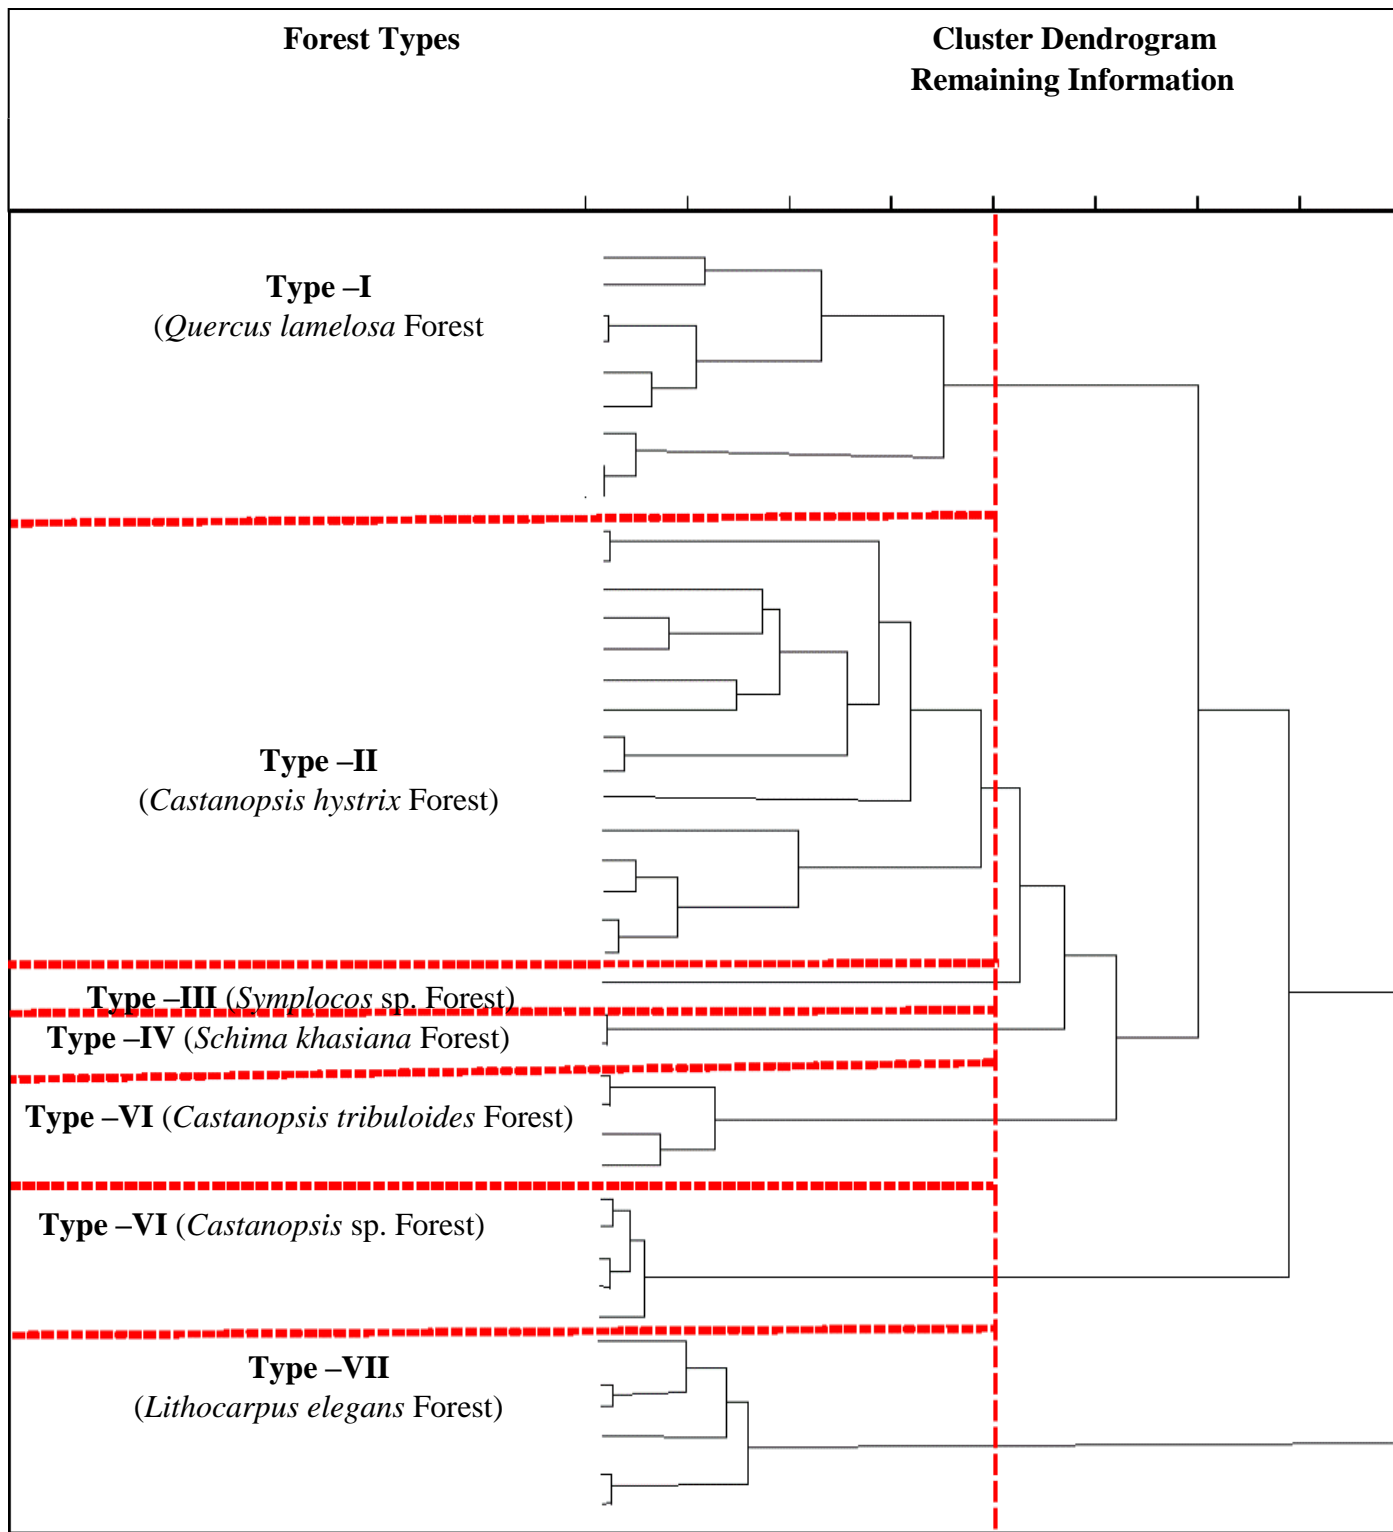 Forest Types
Cluster Dendrogram
Remaining Information
Type –I
(Quercus lamelosa Forest
Type –II
(Castanopsis hystrix Forest)
Type –III (Symplocos sp. Forest)
Type –IV (Schima khasiana Forest)
Type –VI (Castanopsis tribuloides Forest)
Type –VI (Castanopsis sp. Forest)
Type –VII
(Lithocarpus elegans Forest)